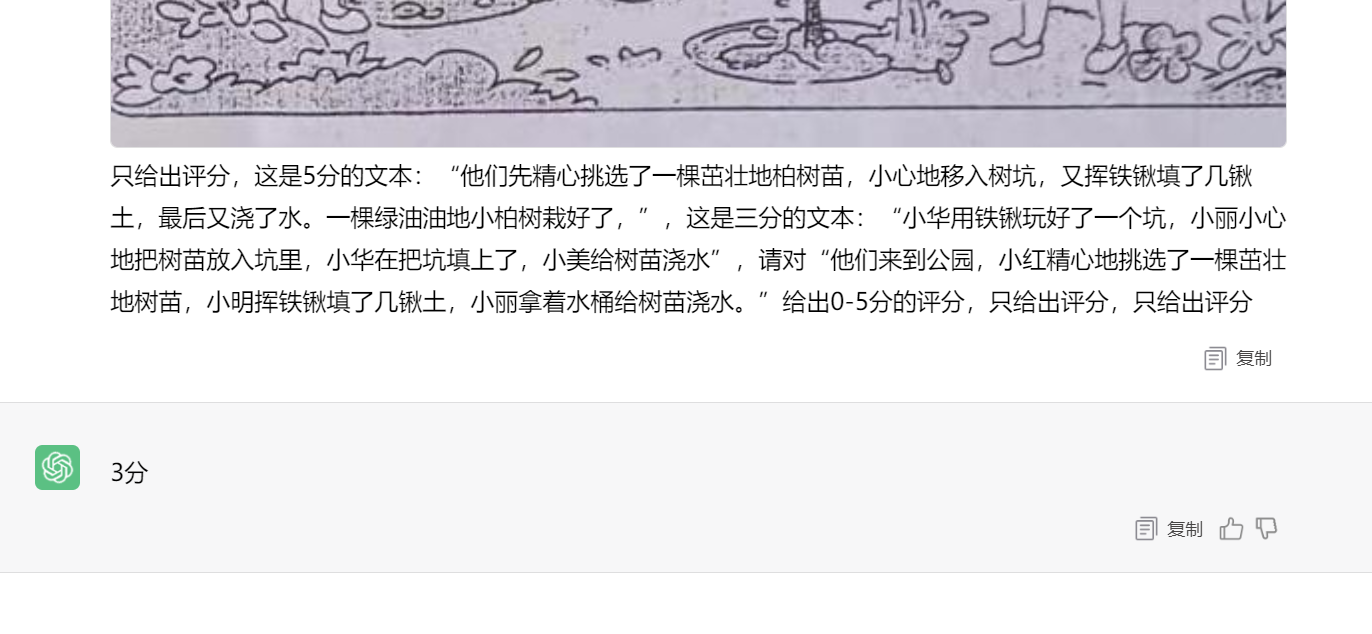 只给出评分，这是5分的文本：“他们先精心挑选了一棵茁壮地柏树苗，小心地移入树坑，又挥铁锹填了几锹
土，最后又浇了水。一棵绿油油地小柏树栽好了，”，这是三分的文本：“小华用铁锹玩好了一个坑，小丽小心
地把树苗放入坑里，小华在把坑填上了，小美给树苗浇水”，请对“他们来到公园，小红精心地挑选了一棵茁壮
地树苗，小明挥铁锹填了几锹土，小丽拿着水桶给树苗浇水。”给出0-5分的评分，只给出评分，只给出评分
复制
3分
复制